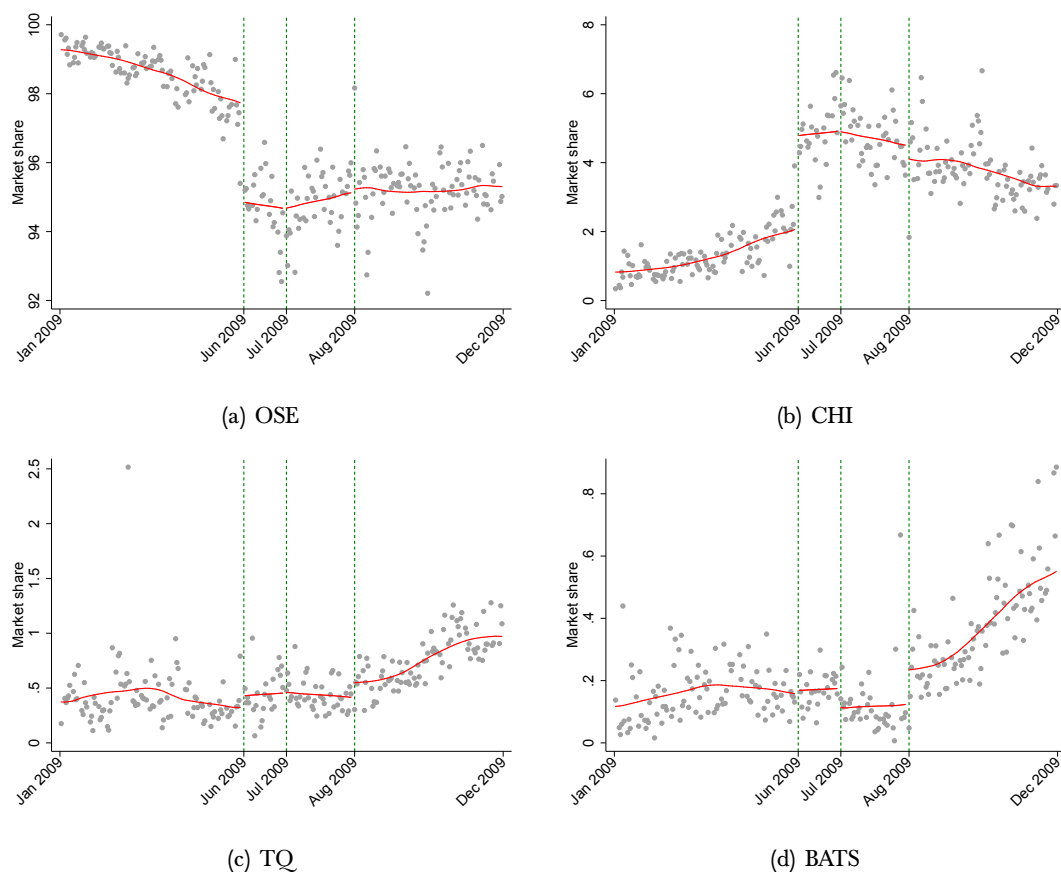 Market share
100
98
96
94
92
Jan 2009
Jun 2009
Jul 2009
Aug 2009
Dec 2009
(a) OSE
Market share
8
6
4
2
0
Jan 2009
Jun 2009
Jul 2009
Aug 2009
Dec 2009
(b) CHI
Market share
2.5
2
1.5
1
.5
0
Jan 2009
Jun 2009
Jul 2009
Aug 2009
Dec 2009
(c) TQ
Market share
.8
.6
.4
.2
0
Jan 2009
Jun 2009
Jul 2009
Aug 2009
Dec 2009
(d) BATS